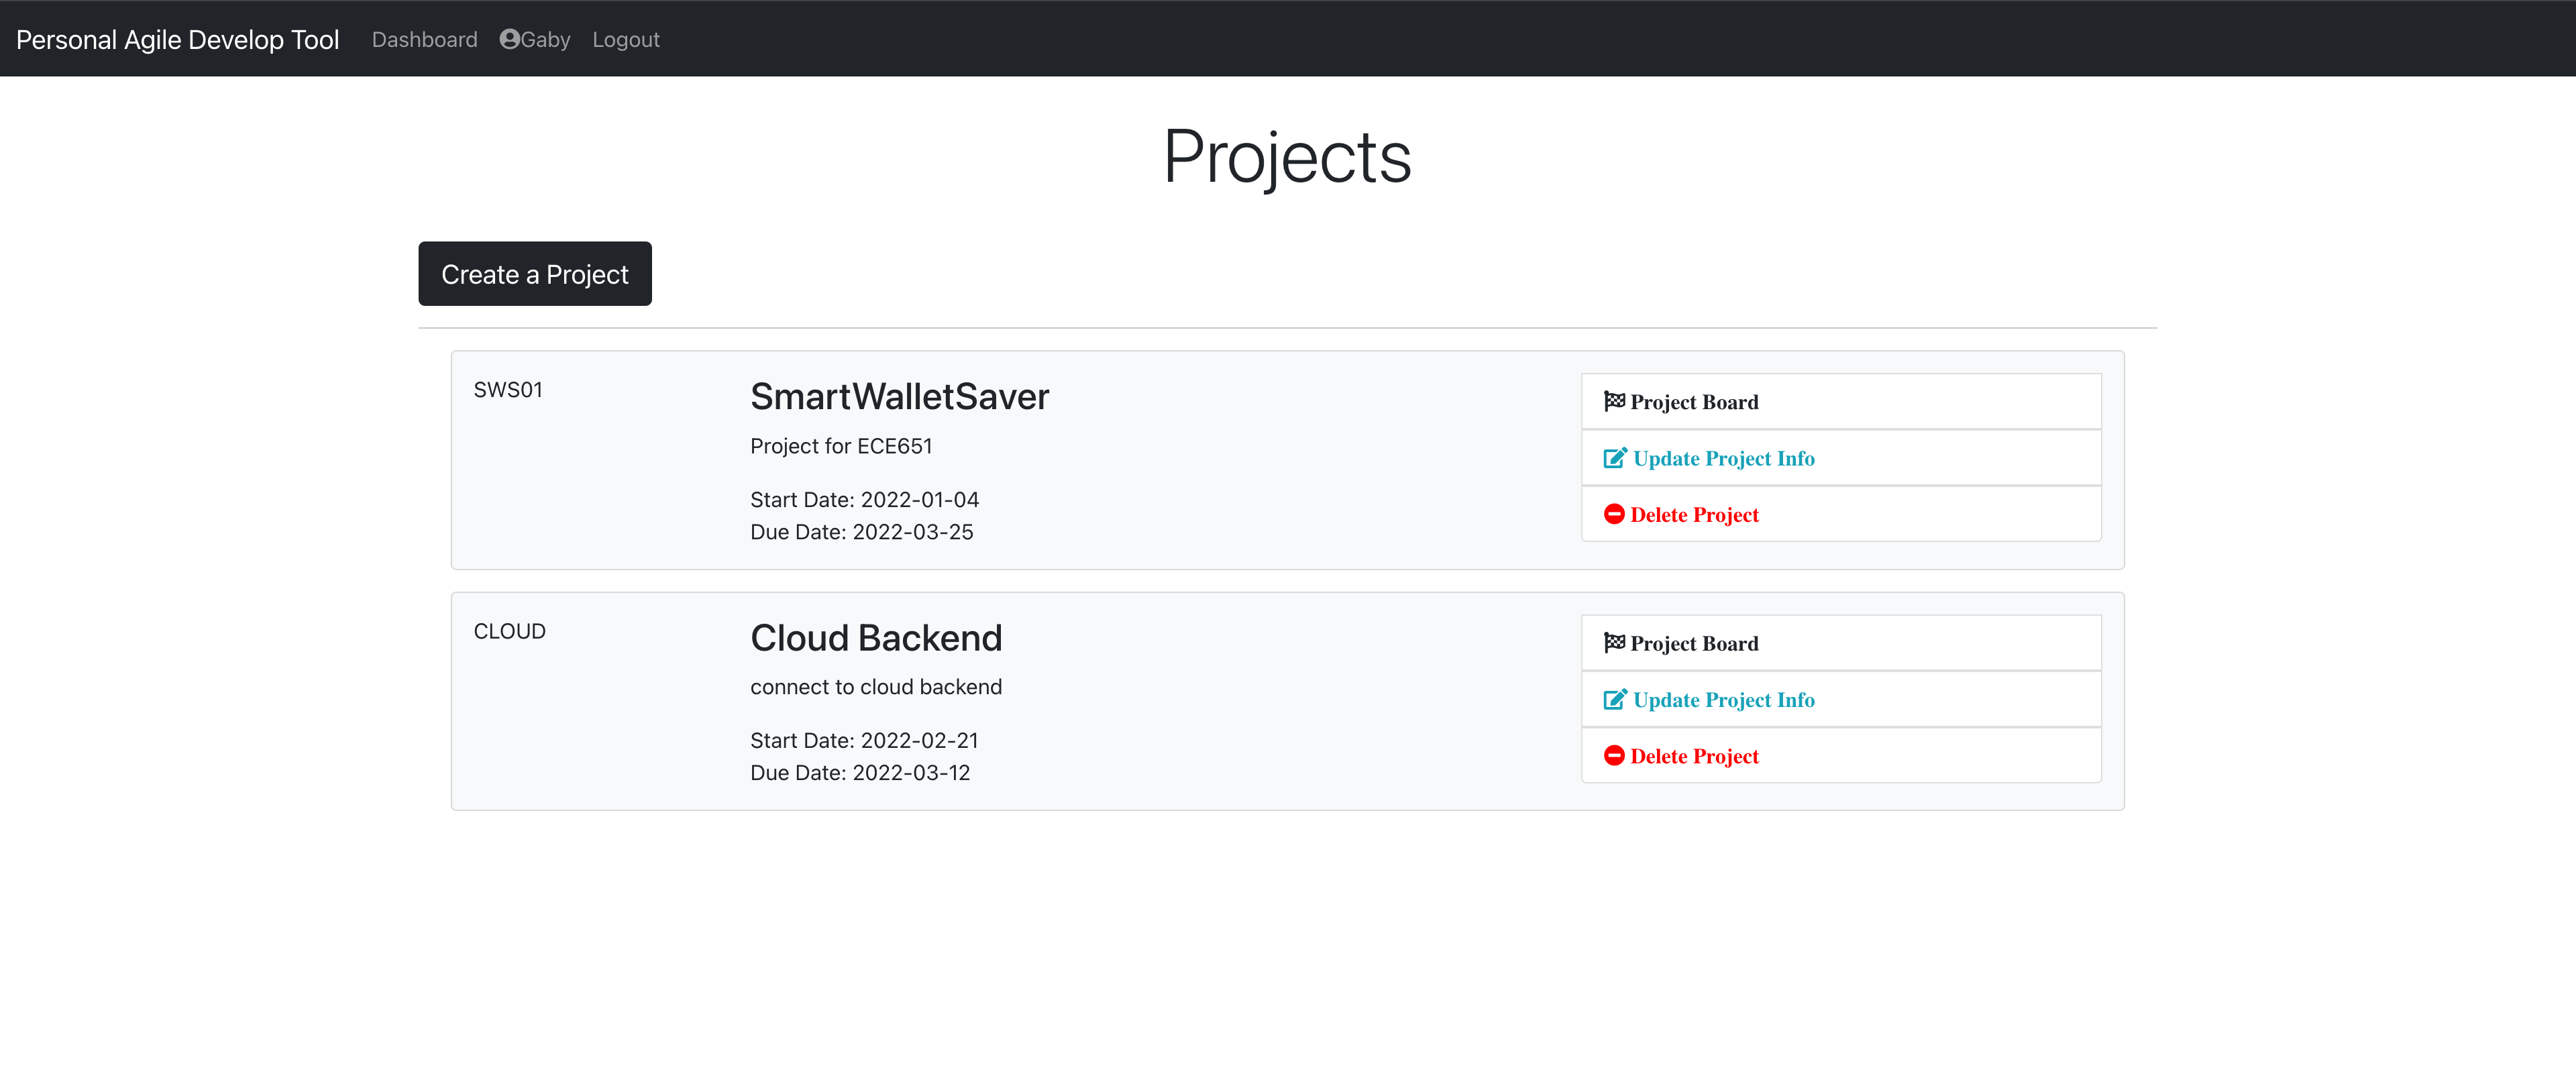 Personal Agile Develop Tool Dashboard Gaby Logout
Projects
Create a Project
SWS01
SmartWalletSaver
Project for ECE651
Start Date: 2022-01-04
Due Date: 2022-03-25
Project Board
Update Project Info
Delete Project
CLOUD
Cloud Backend
connect to cloud backend
Start Date: 2022-02-21
Due Date: 2022-03-12
Project Board
Update Project Info
Delete Project